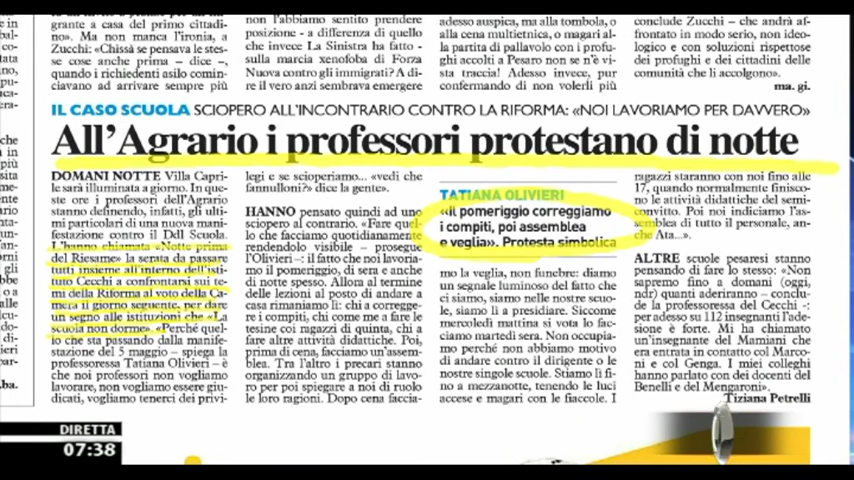 grante a casa del primo cittadi-
no». Ma non manca l'ironia, a
Zucchi: «Chissà se pensava le stes-
se cose anche prima – dice –,
quando i richiedenti asilo comin-
ciavano ad arrivare sempre più
non l'abbiamo sentito prendere
posizione - a differenza di quello
che invece La Sinistra ha fatto -
sulla marcia xenofoba di Forza
Nuova contro gli immigrati? A di-
re il vero anzi sembrava emergere
adesso auspica, ma alla tombola, o
alla cena multietnica, o magari al-
la partita di pallavolo con i profu-
ghi accolti a Pesaro non se n'è vi-
sta traccia! Adesso invece, pur
confermando di non volerli più
conclude Zucchi – che andrà af-
frontato in modo serio, non ideo-
logico e con soluzioni rispettose
dei profughi e dei cittadini delle
comunità che li accolgono».
ma. gi.
IL CASO SCUOLA SCIOPERO ALL'INCONTRARIO CONTRO LA RIFORMA: «NOI LAVORIAMO PER DAVVERO»
All'Agrario i professori protestano di notte
DOMANI NOTTE Villa Capri-
le sarà illuminata a giorno. In que-
ste ore i professori dell'Agrario
stanno definendo, infatti, gli ulti-
mi particolari di una nuova mani-
festazione contro il Ddl Scuola.
L'hanno chiamata «Notte prima
del Riesame» la serata da passare
tutti insieme all'interno dell'isti-
tuto Cecchi a confrontarsi sui te-
mi della Riforma al voto della Ca-
mera il giorno seguente, per dare
un segno alle istituzioni che «La
scuola non dorme». «Perché quel-
lo che sta passando dalla manife-
stazione del 5 maggio – spiega la
professoressa Tatiana Olivieri – è
che noi professori non vogliamo
lavorare, non vogliamo essere giu-
dicati, vogliamo tenerci dei privi-
legi e se scioperiamo... «vedi che
fannulloni?» dice la gente».
HANNO pensato quindi ad uno
sciopero al contrario. «Fare quel-
lo che facciamo quotidianamente
rendendolo visibile – prosegue
l'Olivieri –: il fatto che noi lavoria-
mo il pomeriggio, di sera e anche
di notte spesso. Allora al termine
delle lezioni al posto di andare a
casa rimaniamo lì: chi a corregge-
re i compiti, chi come me a fare le
tesine coi ragazzi di quinta, chi a
fare altre attività didattiche. Poi,
prima di cena, facciamo un'assem-
blea. Tra l'altro i precari stanno
organizzando un gruppo di lavo-
ro per poi spiegare a noi di ruolo
le loro ragioni. Dopo cena faccia-
TATIANA OLIVIERI
«Il pomeriggio correggiamo
i compiti, poi assemblea
e veglia». Protesta simbolica
mo la veglia, non funebre: diamo
un segnale luminoso del fatto che
ci siamo, siamo nelle nostre scuo-
le, siamo lì a presidiare. Siccome
mercoledì mattina si vota lo fac-
ciamo martedì sera. Non occupia-
mo perché non abbiamo motivo
di andare contro il dirigente o le
nostre singole scuole. Stiamo lì fi-
no a mezzanotte, tenendo le luci
accese e magari con le fiaccole. I
ragazzi staranno con noi fino alle
17, quando normalmente finisco-
no le attività didattiche del semi-
convitto. Poi noi indiciamo l'as-
semblea di tutto il personale, an-
che Ata...».
ALTRE scuole pesaresi stanno
pensando di fare lo stesso: «Non
sapremo fino a domani (oggi,
ndr) quanti aderiranno – conclu-
de la professoressa del Cecchi -:
per adesso su 112 insegnanti l'ade-
sione è forte. Mi ha chiamato
un'insegnante del Mamiani che
era entrata in contatto col Marco-
ni e col Genga. I miei colleghi
hanno parlato con dei docenti del
Benelli e del Mengaroni».
Tiziana Petrelli
DIRETTA
07:38